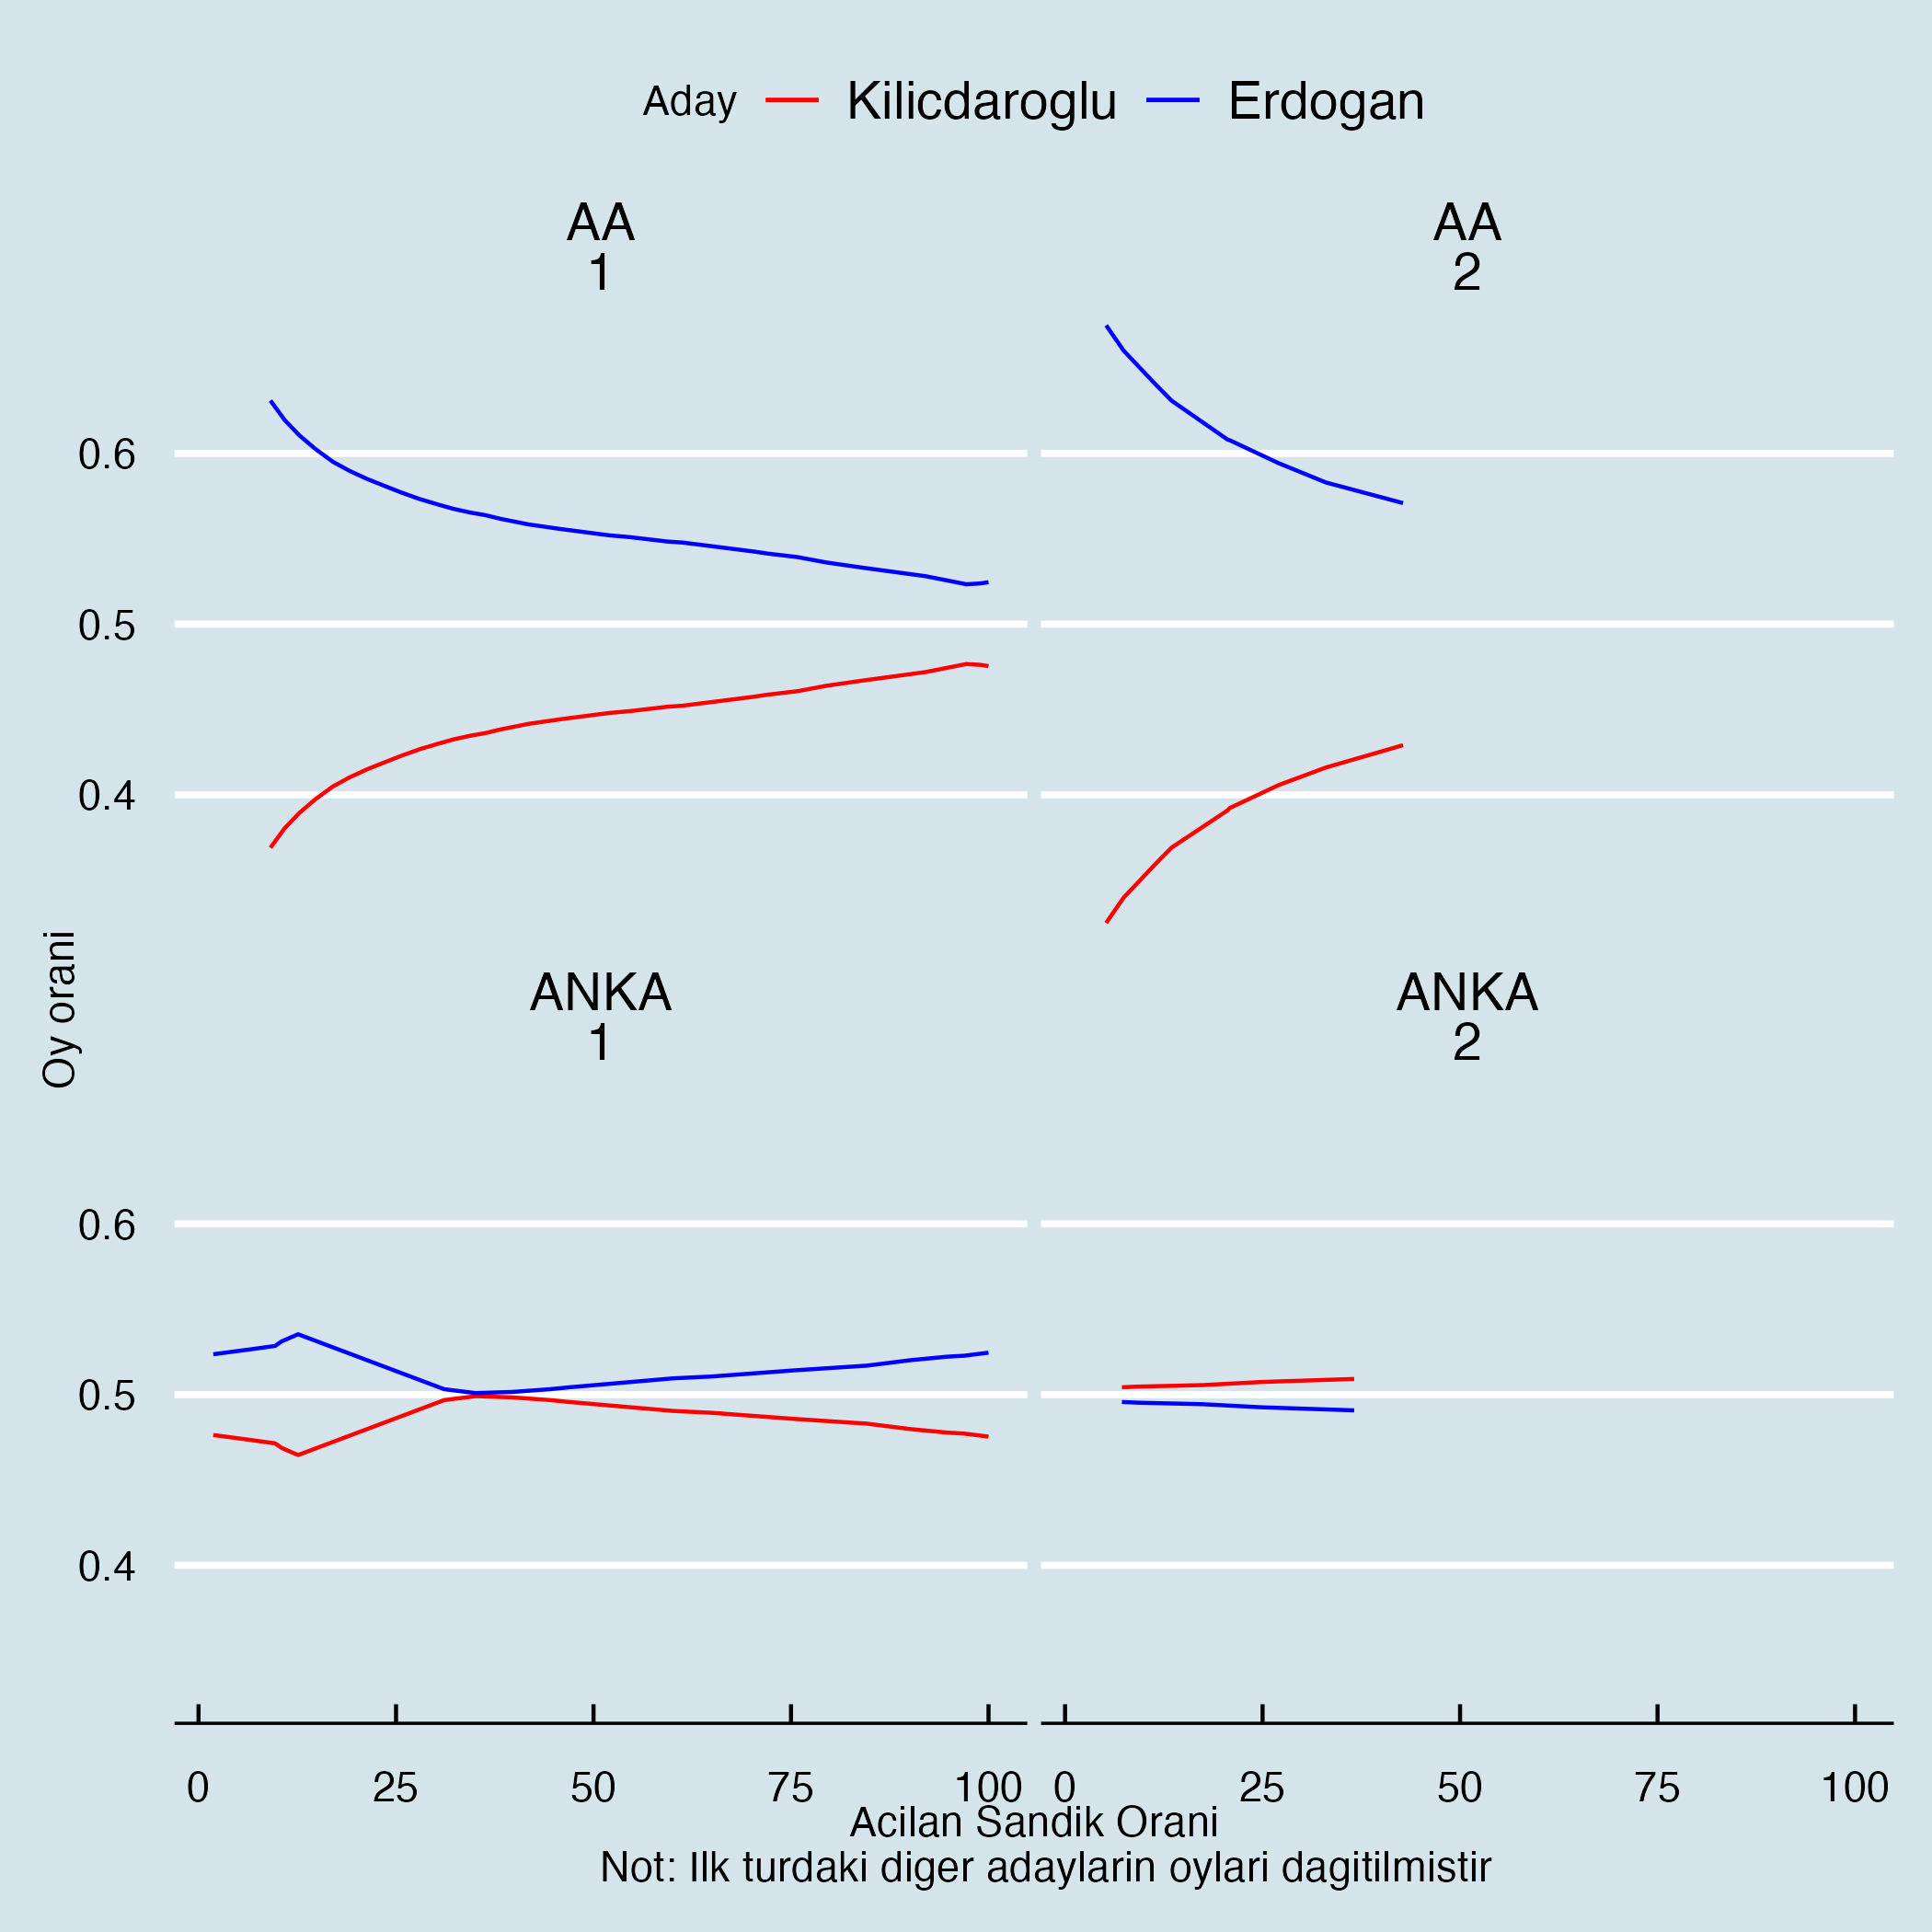 Aday Kilicdaroglu Erdogan
AA
1
AA
2
0.6
0.5
0.4
Oy orani
ANKA
1
ANKA
2
0.6
0.5
0.4
0 25 50 75 100 0 25 50 75 100
Acilan Sandik Orani
Not: Ilk turdaki diger adaylarin oylari dagitilmistir